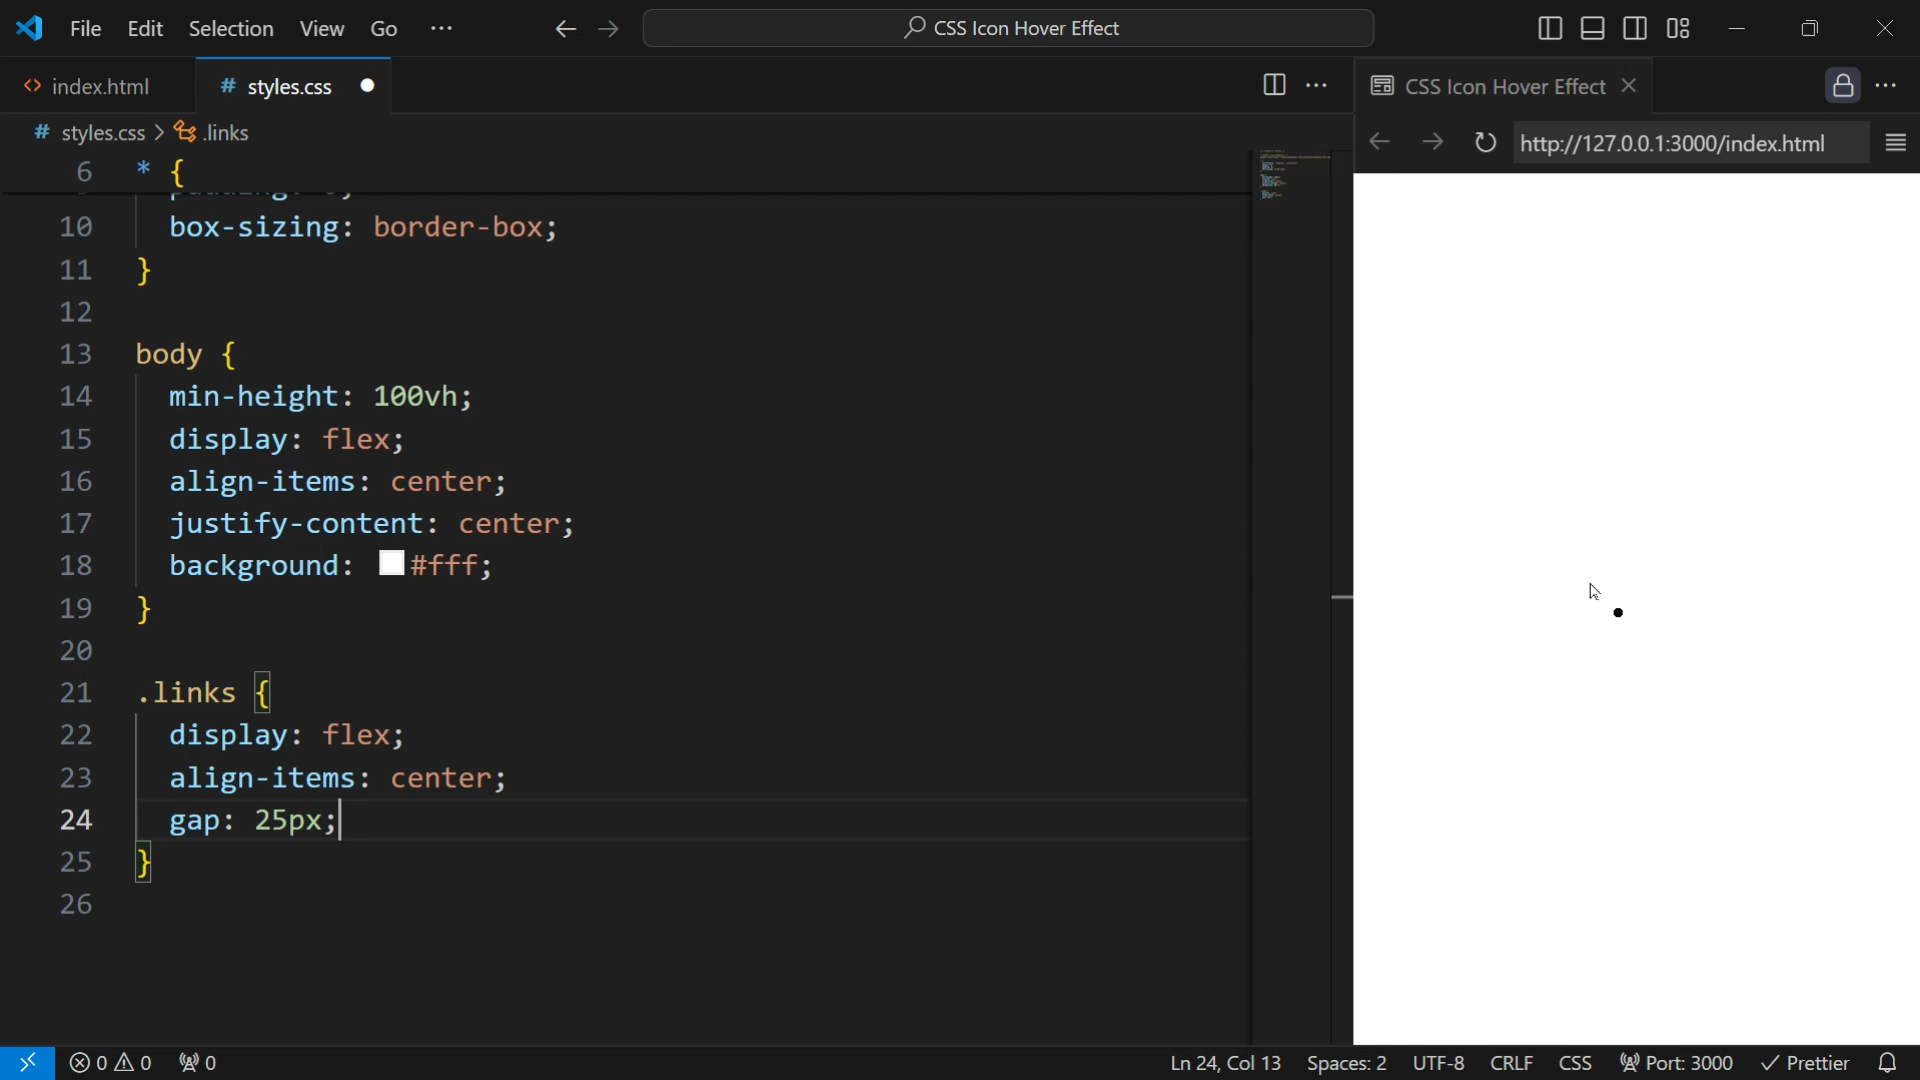 File Edit Selection View Go ··· CSS Icon Hover Effect
index.html # styles.css CSS Icon Hover Effect
# styles.css > .links
http://127.0.0.1:3000/index.html
6 * {
10 box-sizing: border-box;
11 }
12
13 body {
14 min-height: 100vh;
15 display: flex;
16 align-items: center;
17 justify-content: center;
18 background: #fff;
19 }
20
21 .links {
22 display: flex;
23 align-items: center;
24 gap: 25px;
25 }
26
0 0 0 Ln 24, Col 13 Spaces: 2 UTF-8 CRLF CSS Port: 3000 Prettier